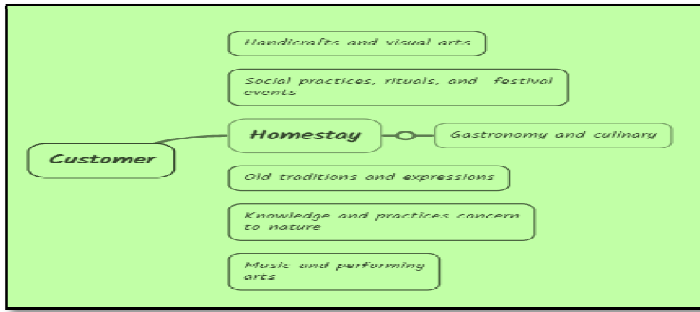 Handicrafts and visual arts
Social practices, rituals, and festival
events
Homestay
Gastronomy and culinary
Customer
Old traditions and expressions
Knowledge and practices concern
to nature
Music and performing
arts